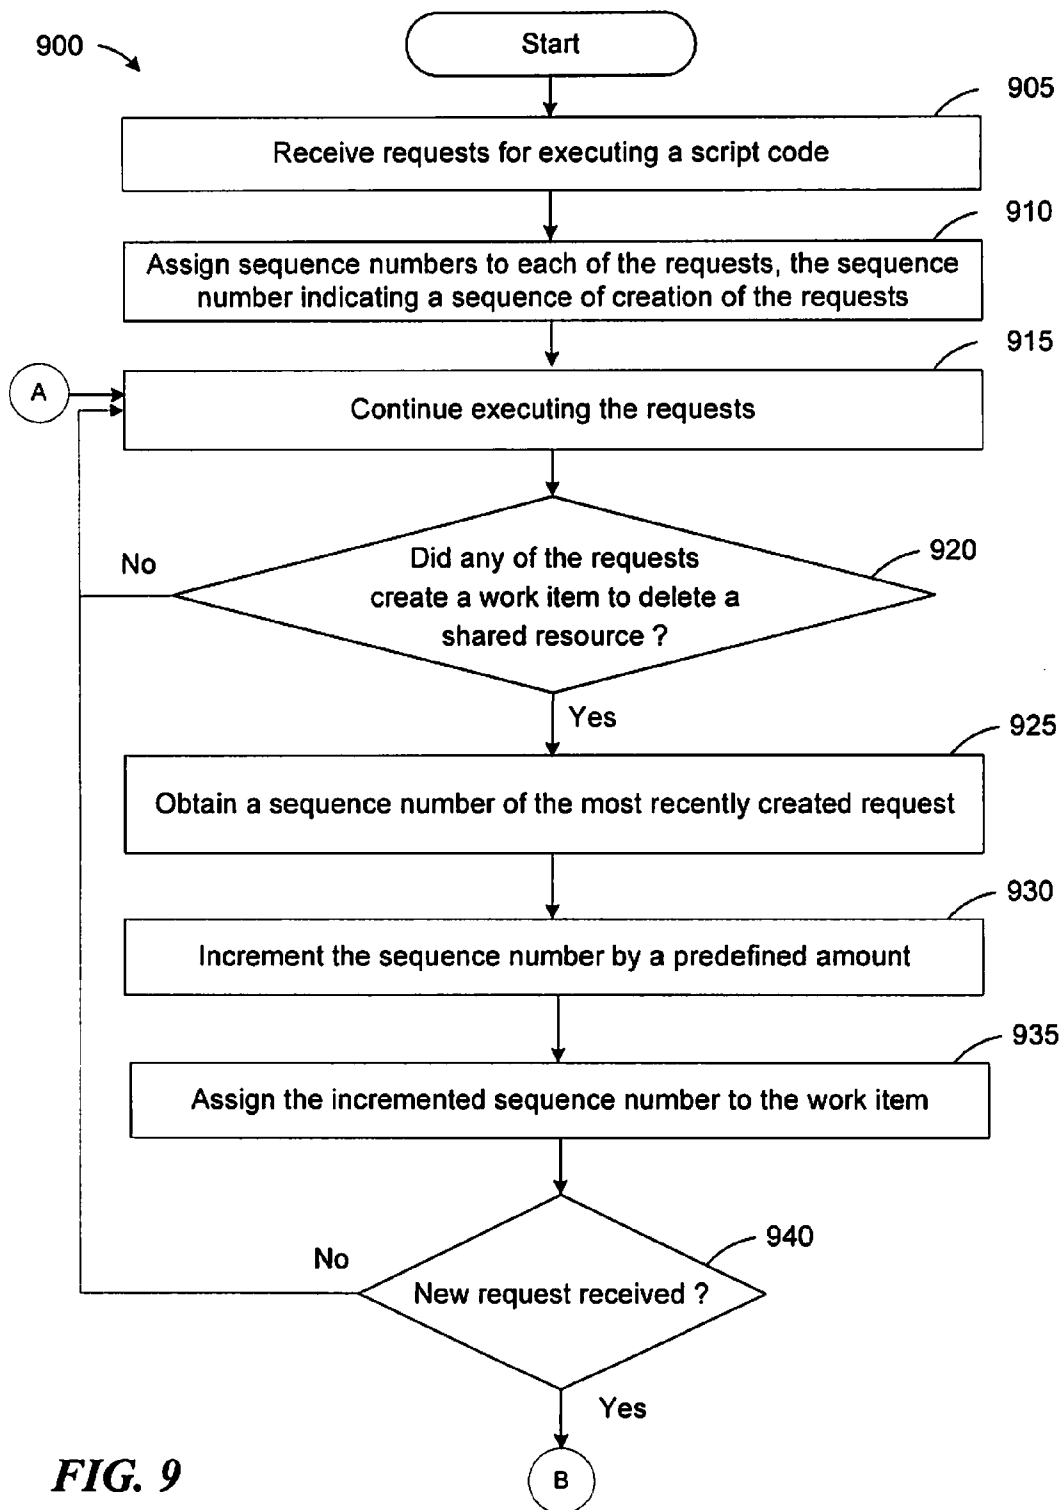 900
Start
905
Receive requests for executing a script code
910
Assign sequence numbers to each of the requests, the sequence
number indicating a sequence of creation of the requests
915
A
Continue executing the requests
No
920
Did any of the requests
create a work item to delete a
shared resource ?
Yes
925
Obtain a sequence number of the most recently created request
930
Increment the sequence number by a predefined amount
935
Assign the incremented sequence number to the work item
No
940
New request received ?
Yes
B
FIG. 9